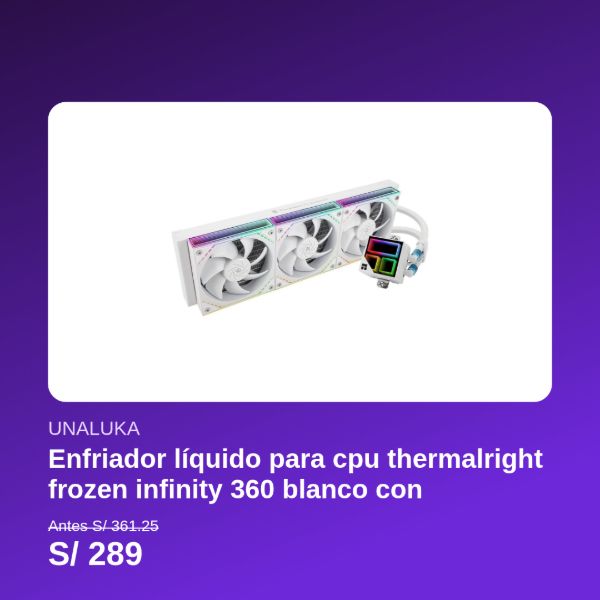 UNALUKA
Enfriador líquido para cpu thermalright
frozen infinity 360 blanco con
Antes S/ 361.25
S/ 289